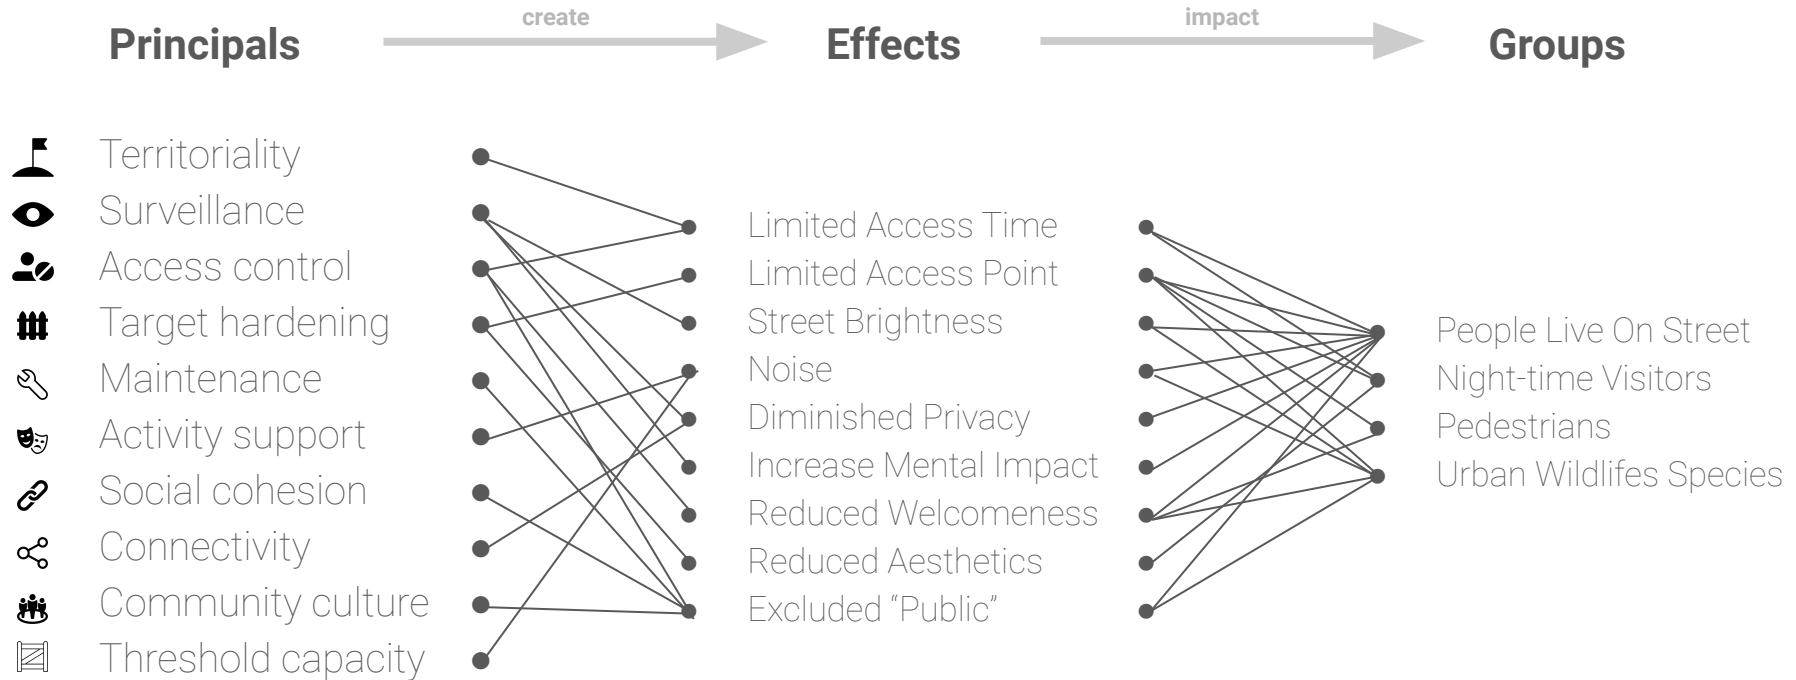 create
impact
Principals
Effects
Groups
Territoriality
Surveillance
Access control
Target hardening
Maintenance
Activity support
Social cohesion
Connectivity
Community culture
Threshold capacity
Limited Access Time
Limited Access Point
Street Brightness
Noise
Diminished Privacy
Increase Mental Impact
Reduced Welcomeness
Reduced Aesthetics
Excluded “Public”
People Live On Street
Night-time Visitors
Pedestrians
Urban Wildlifes Species